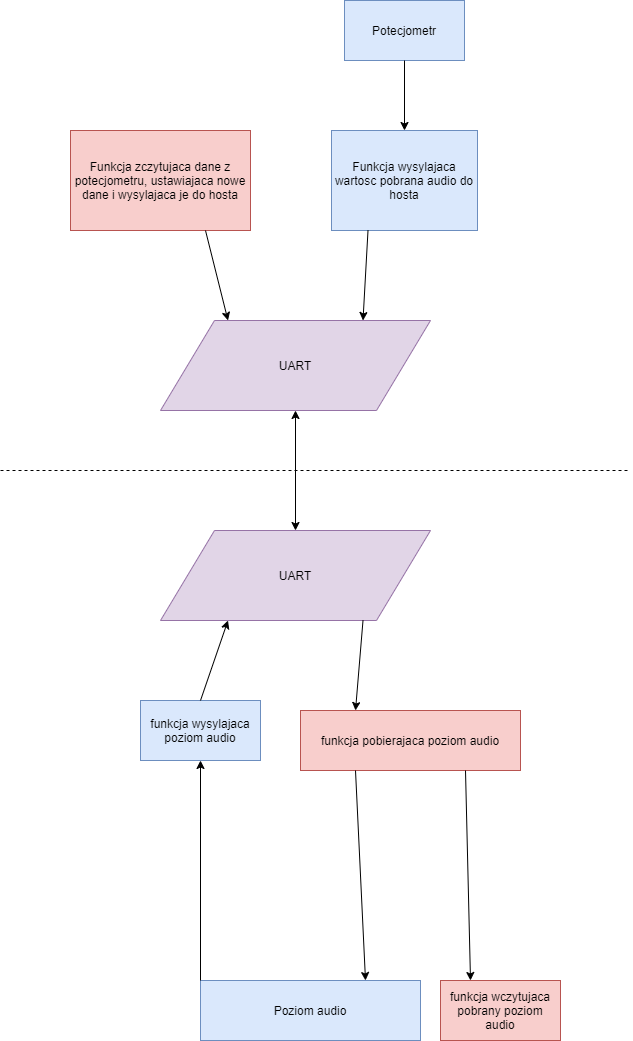 Potecjometr
Funkcja zczytujaca dane z
potecjometru, ustawiajaca nowe
dane i wysylajaca je do hosta
Funkcja wysylajaca
wartosc pobrana audio do
hosta
UART
UART
funkcja wysylajaca
poziom audio
funkcja pobierajaca poziom audio
Poziom audio
funkcja wczytujaca
pobrany poziom
audio